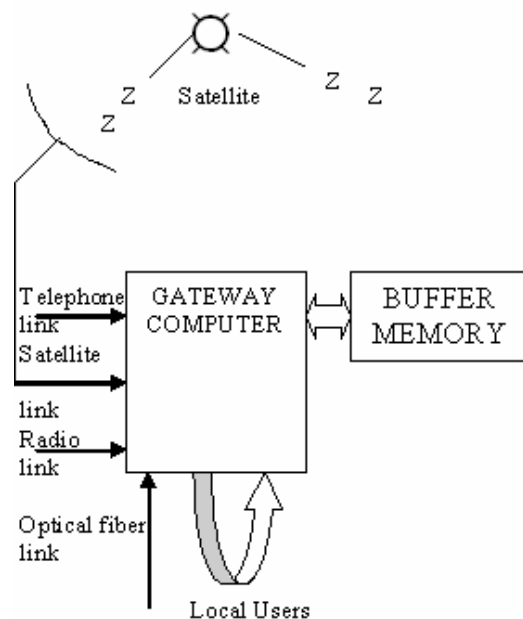 Z
Z
Satellite
Z
Z
Telephone
link
Satellite
link
Radio
link
Optical fiber
link
GATEWAY
COMPUTER
BUFFER
MEMORY
Local Users